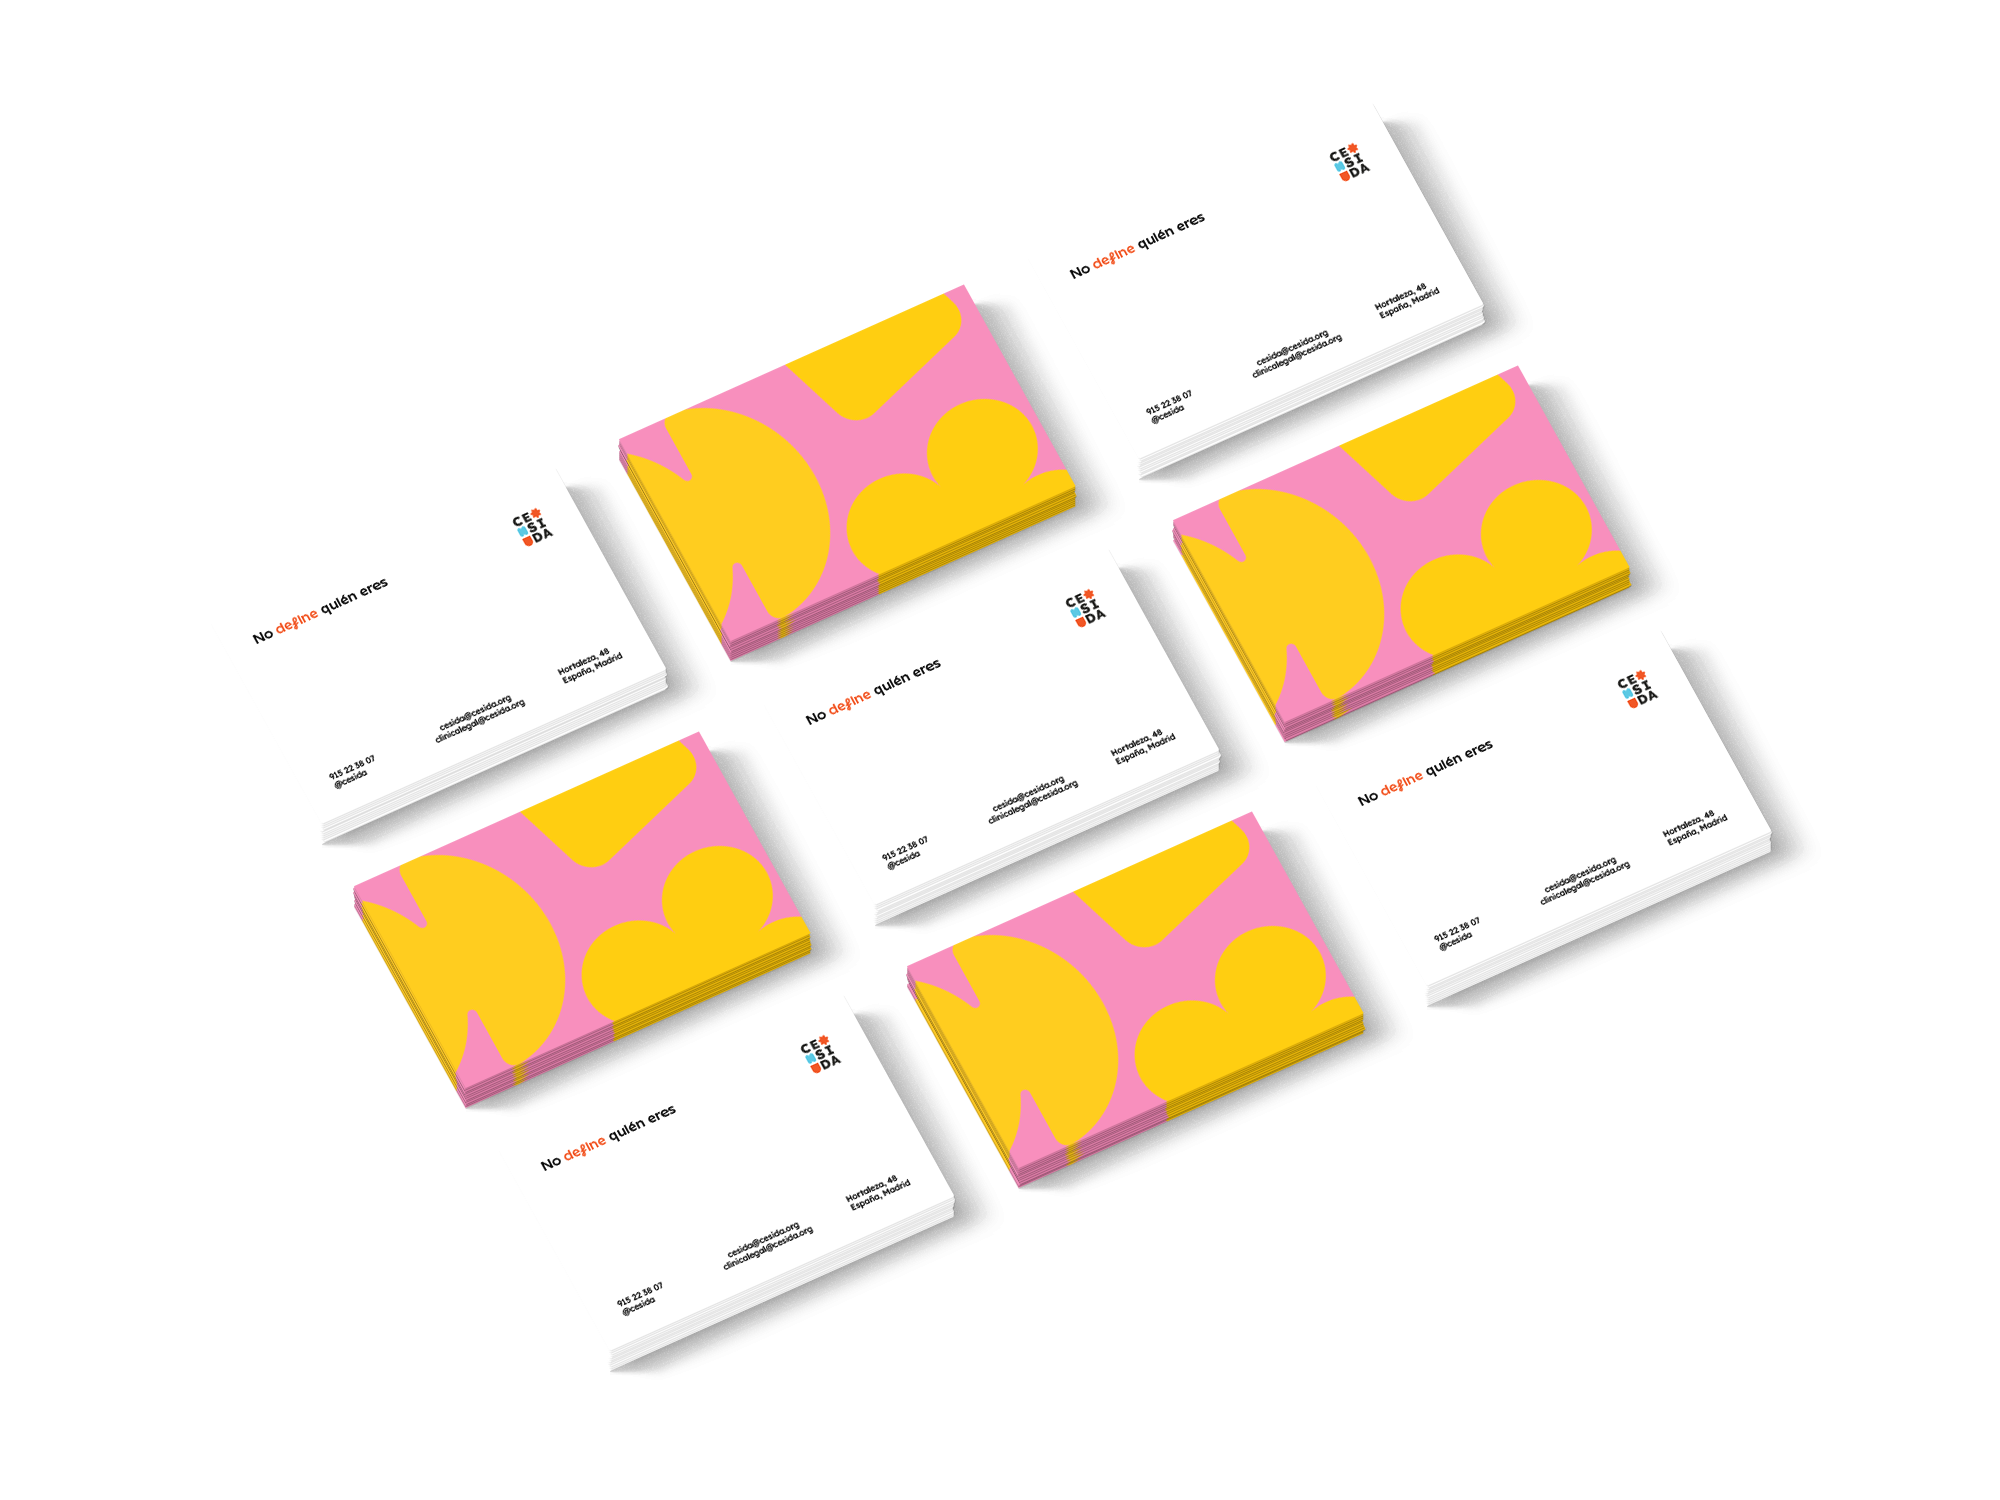 CE
SI
DA
No define quién eres
Hortaleza, 48
España, Madrid
cesida@cesida.org
clinicalegal@cesida.org
915 22 38 07
@cesida
CE
SI
DA
No define quién eres
Hortaleza, 48
España, Madrid
cesida@cesida.org
clinicalegal@cesida.org
915 22 38 07
@cesida
CE
SI
DA
No define quién eres
Hortaleza, 48
España, Madrid
cesida@cesida.org
clinicalegal@cesida.org
915 22 38 07
@cesida
CE
SI
DA
No define quién eres
Hortaleza, 48
España, Madrid
cesida@cesida.org
clinicalegal@cesida.org
915 22 38 07
@cesida
CE
SI
DA
No define quién eres
Hortaleza, 48
España, Madrid
cesida@cesida.org
clinicalegal@cesida.org
915 22 38 07
@cesida